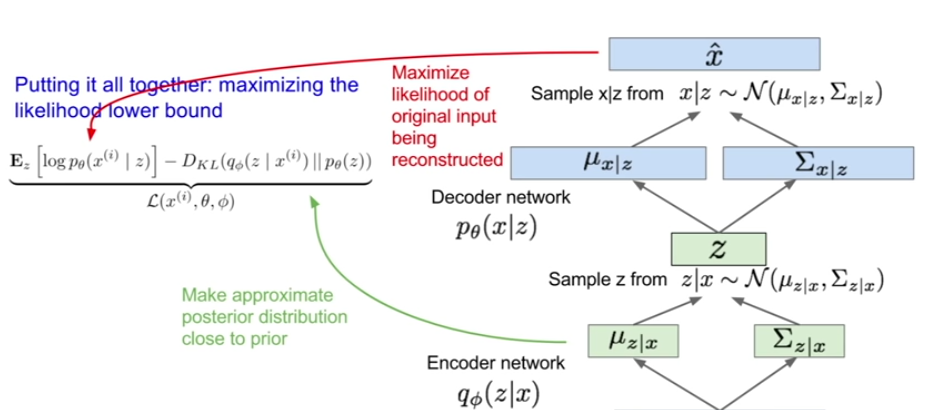 x̂
Putting it all together: maximizing the
likelihood lower bound
Maximize
likelihood of
original input
being
reconstructed
Sample x|z from x|z ∼ 𝒩(μ_{x|z}, Σ_{x|z})
E_z [log p_θ(x^{(i)} | z)] − D_{KL}(q_ϕ(z | x^{(i)}) || p_θ(z))
ℒ(x^{(i)}, θ, ϕ)
μ_{x|z}
Σ_{x|z}
Decoder network
p_θ(x|z)
z
Sample z from z|x ∼ 𝒩(μ_{z|x}, Σ_{z|x})
Make approximate
posterior distribution
close to prior
μ_{z|x}
Σ_{z|x}
Encoder network
q_ϕ(z|x)